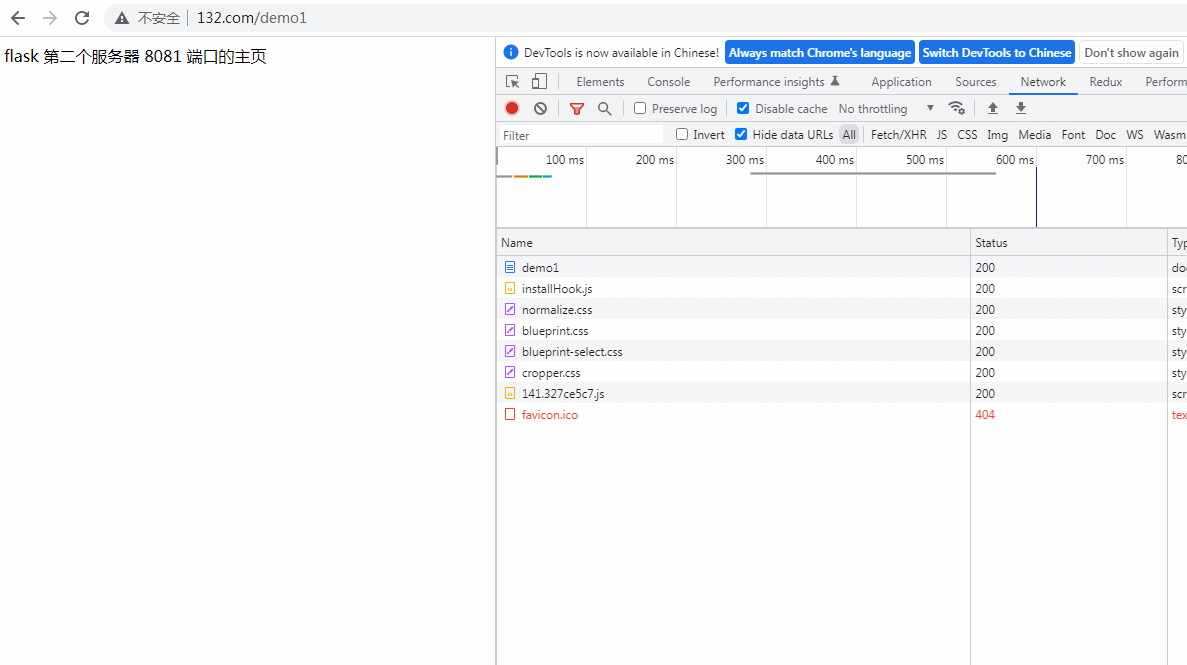 不安全 132.com/demo1
flask 第二个服务器 8081 端口的主页
DevTools is now available in Chinese! Always match Chrome's language Switch DevTools to Chinese Don't show again
Elements Console Performance insights Application Sources Network Redux Perform
Preserve log Disable cache No throttling
Filter Invert Hide data URLs All Fetch/XHR JS CSS Img Media Font Doc WS Wasm
100 ms 200 ms 300 ms 400 ms 500 ms 600 ms 700 ms 80
Name Status Typ
demo1 200 doc
installHook.js 200 scr
normalize.css 200 sty
blueprint.css 200 sty
blueprint-select.css 200 sty
cropper.css 200 sty
141.327ce5c7.js 200 scr
favicon.ico 404 tex